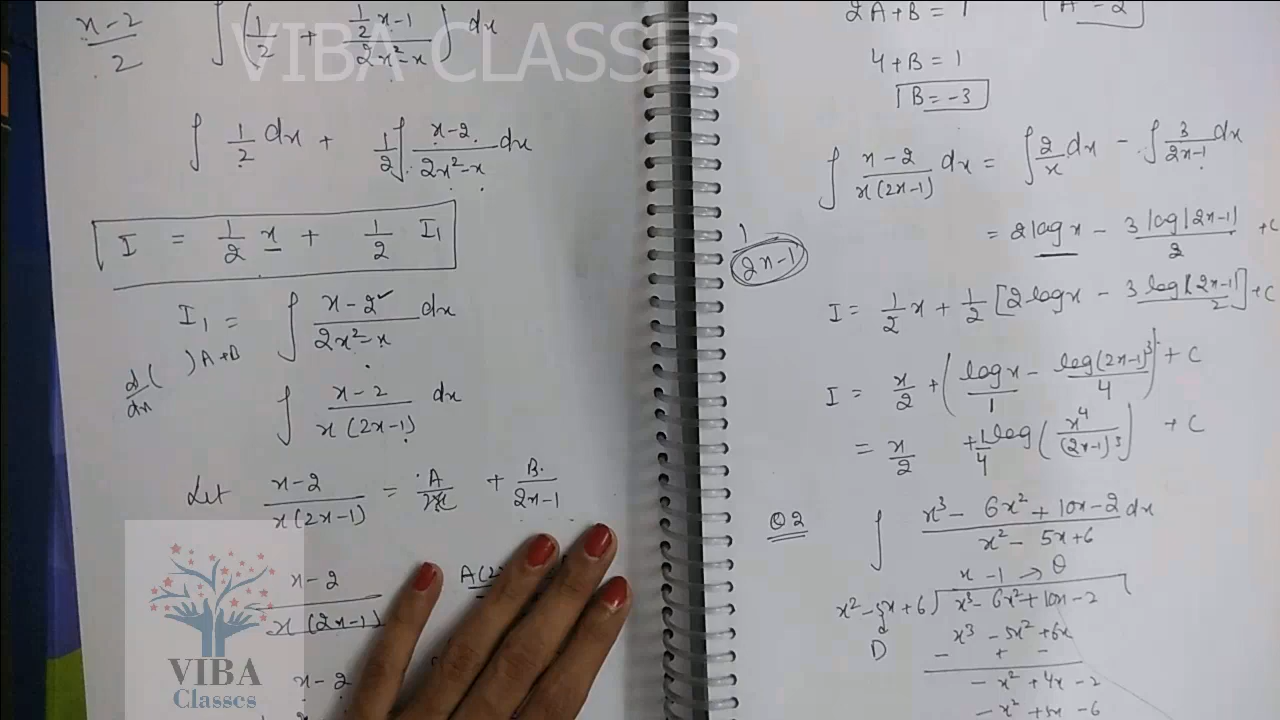 VIBA CLASSES
x-2/2 ∫(1/2 + (1/2 x-1)/(2x²-x)) dx
∫ 1/2 dx + 1/2 ∫ (x-2)/(2x²-x) dx
I = 1/2 x + 1/2 I₁
I₁ = ∫ (x-2)/(2x²-x) dx
d/dx ( )A+B
∫ (x-2)/(x(2x-1)) dx
Let (x-2)/(x(2x-1)) = A/x + B/(2x-1)
(x-2)/(x(2x-1)) A(2
x-2
VIBA
Classes
2A+B = 1
4+B = 1
B = -3
∫ (x-2)/(x(2x-1)) dx = ∫ 2/x dx - ∫ 3/(2x-1) dx
1
2x-1
= 2 log x - 3 log|2x-1|/2 + C
I = 1/2 x + 1/2 [2 log x - 3 log|2x-1|/2] + C
I = x/2 + (log x/1 - log(2x-1)³/4) + C
= x/2 + 1/4 log (x⁴/(2x-1)³) + C
Q2 ∫ (x³ - 6x² + 10x - 2)/(x² - 5x + 6) dx
x - 1 → Q
x² - 5x + 6 ) x³ - 6x² + 10x - 2
D x³ - 5x² + 6x
- + -
- x² + 4x - 2
- x² + 5x - 6